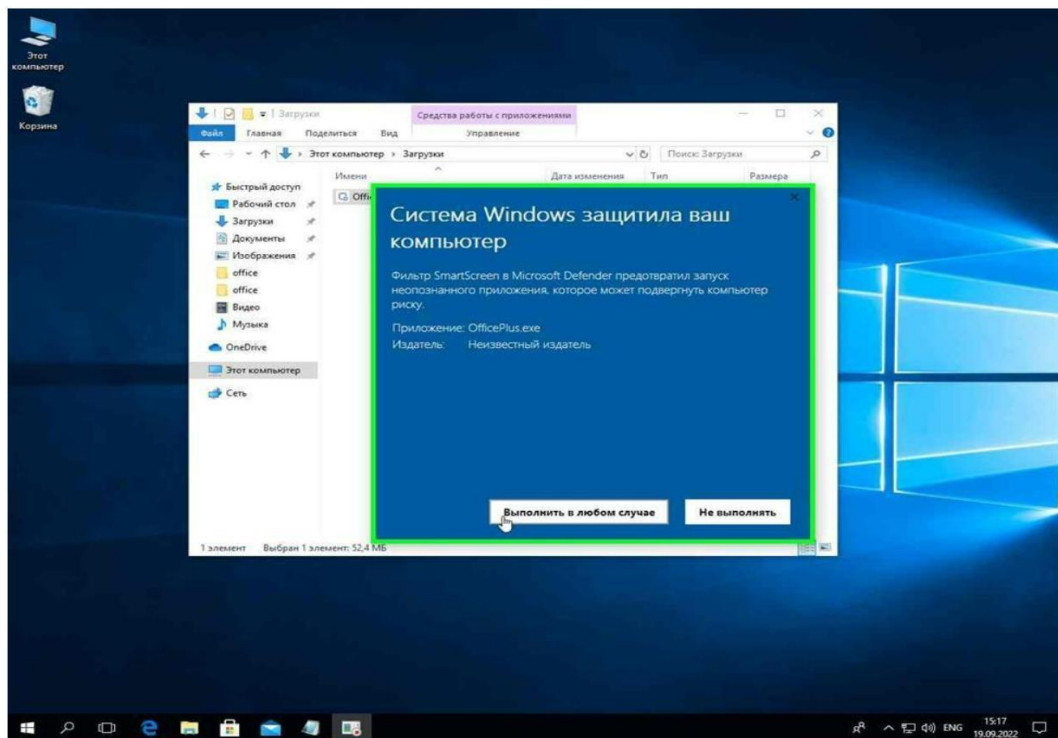 Этот
компьютер
Корзина
Загрузки
Средства работы с приложениями
Файл Главная Поделиться Вид Управление
Этот компьютер › Загрузки
Поиск: Загрузки
Имени Дата изменения Тип Размера
Быстрый доступ
Рабочий стол
Загрузки
Документы
Изображения
office
office
Видео
Музыка
OneDrive
Этот компьютер
Сеть
Offi
Система Windows защитила ваш
компьютер
Фильтр SmartScreen в Microsoft Defender предотвратил запуск
неопознанного приложения, которое может подвергнуть компьютер
риску.
Приложение: OfficePlus.exe
Издатель: Неизвестный издатель
Выполнить в любом случае Не выполнять
1 элемент Выбран 1 элемент: 52,4 МБ
ENG 15:17
19.09.2022